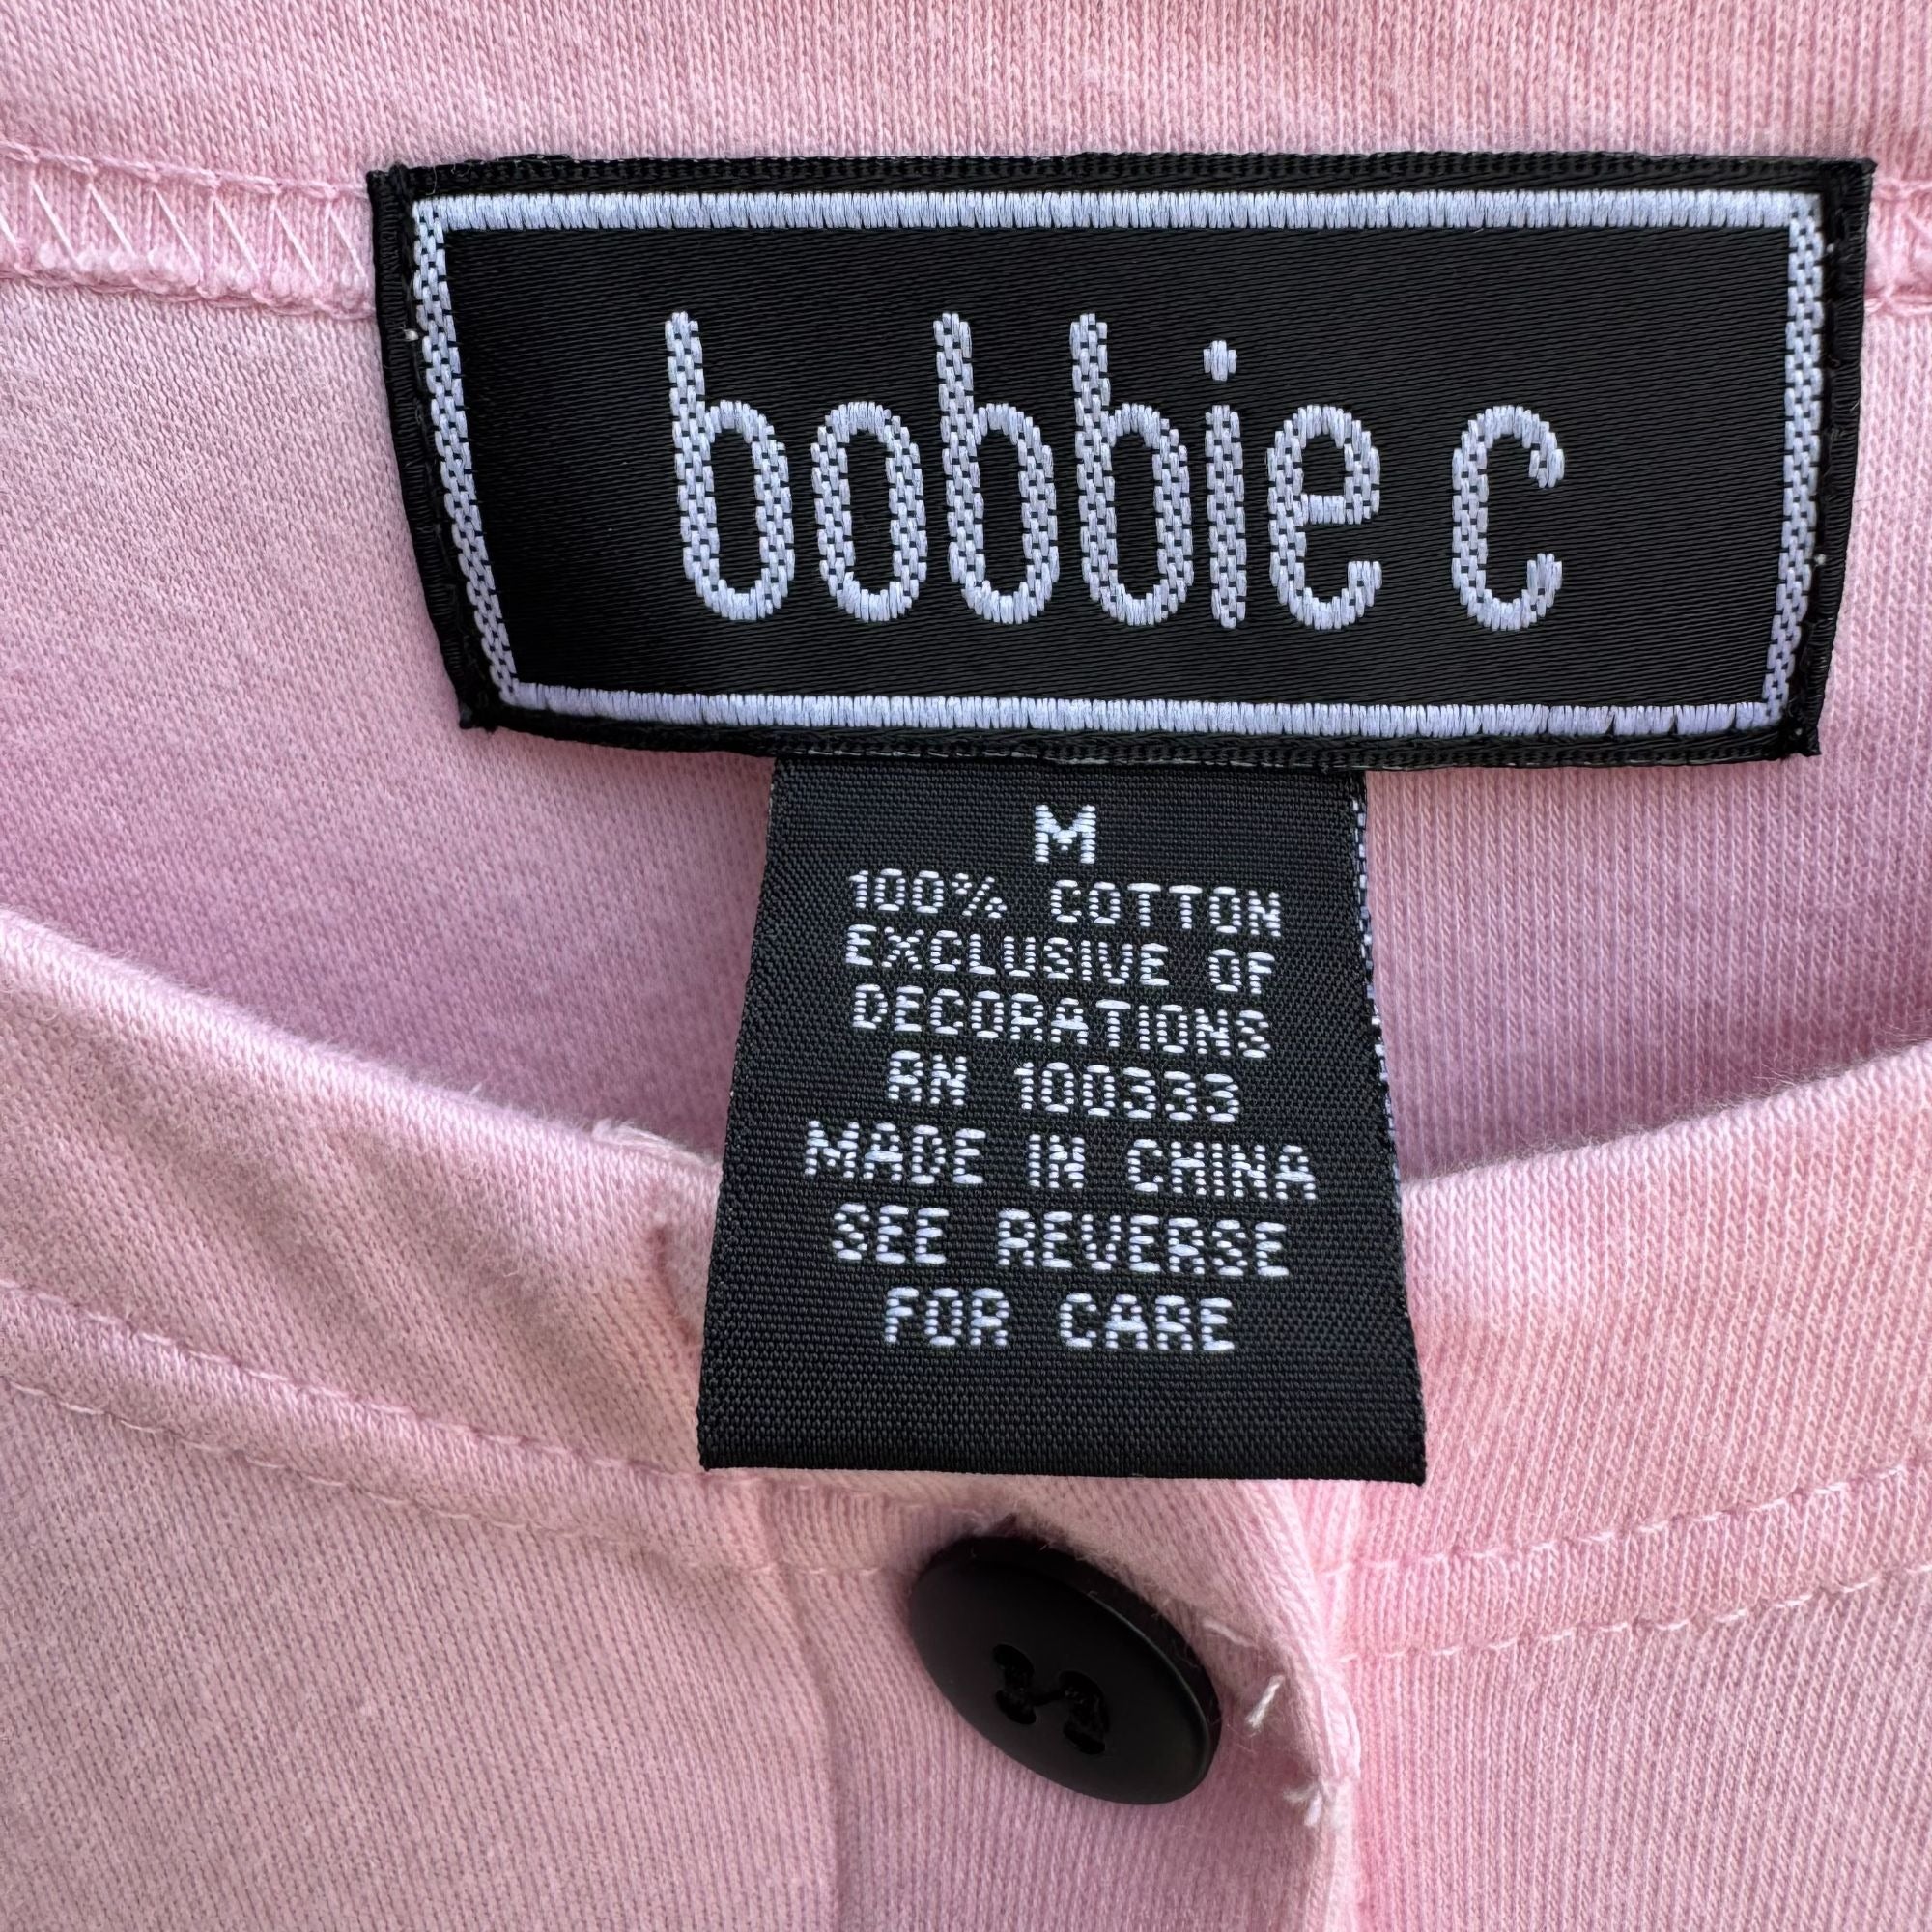 bobbie c
M
100% COTTON
EXCLUSIVE OF
DECORATIONS
RN 100333
MADE IN CHINA
SEE REVERSE
FOR CARE